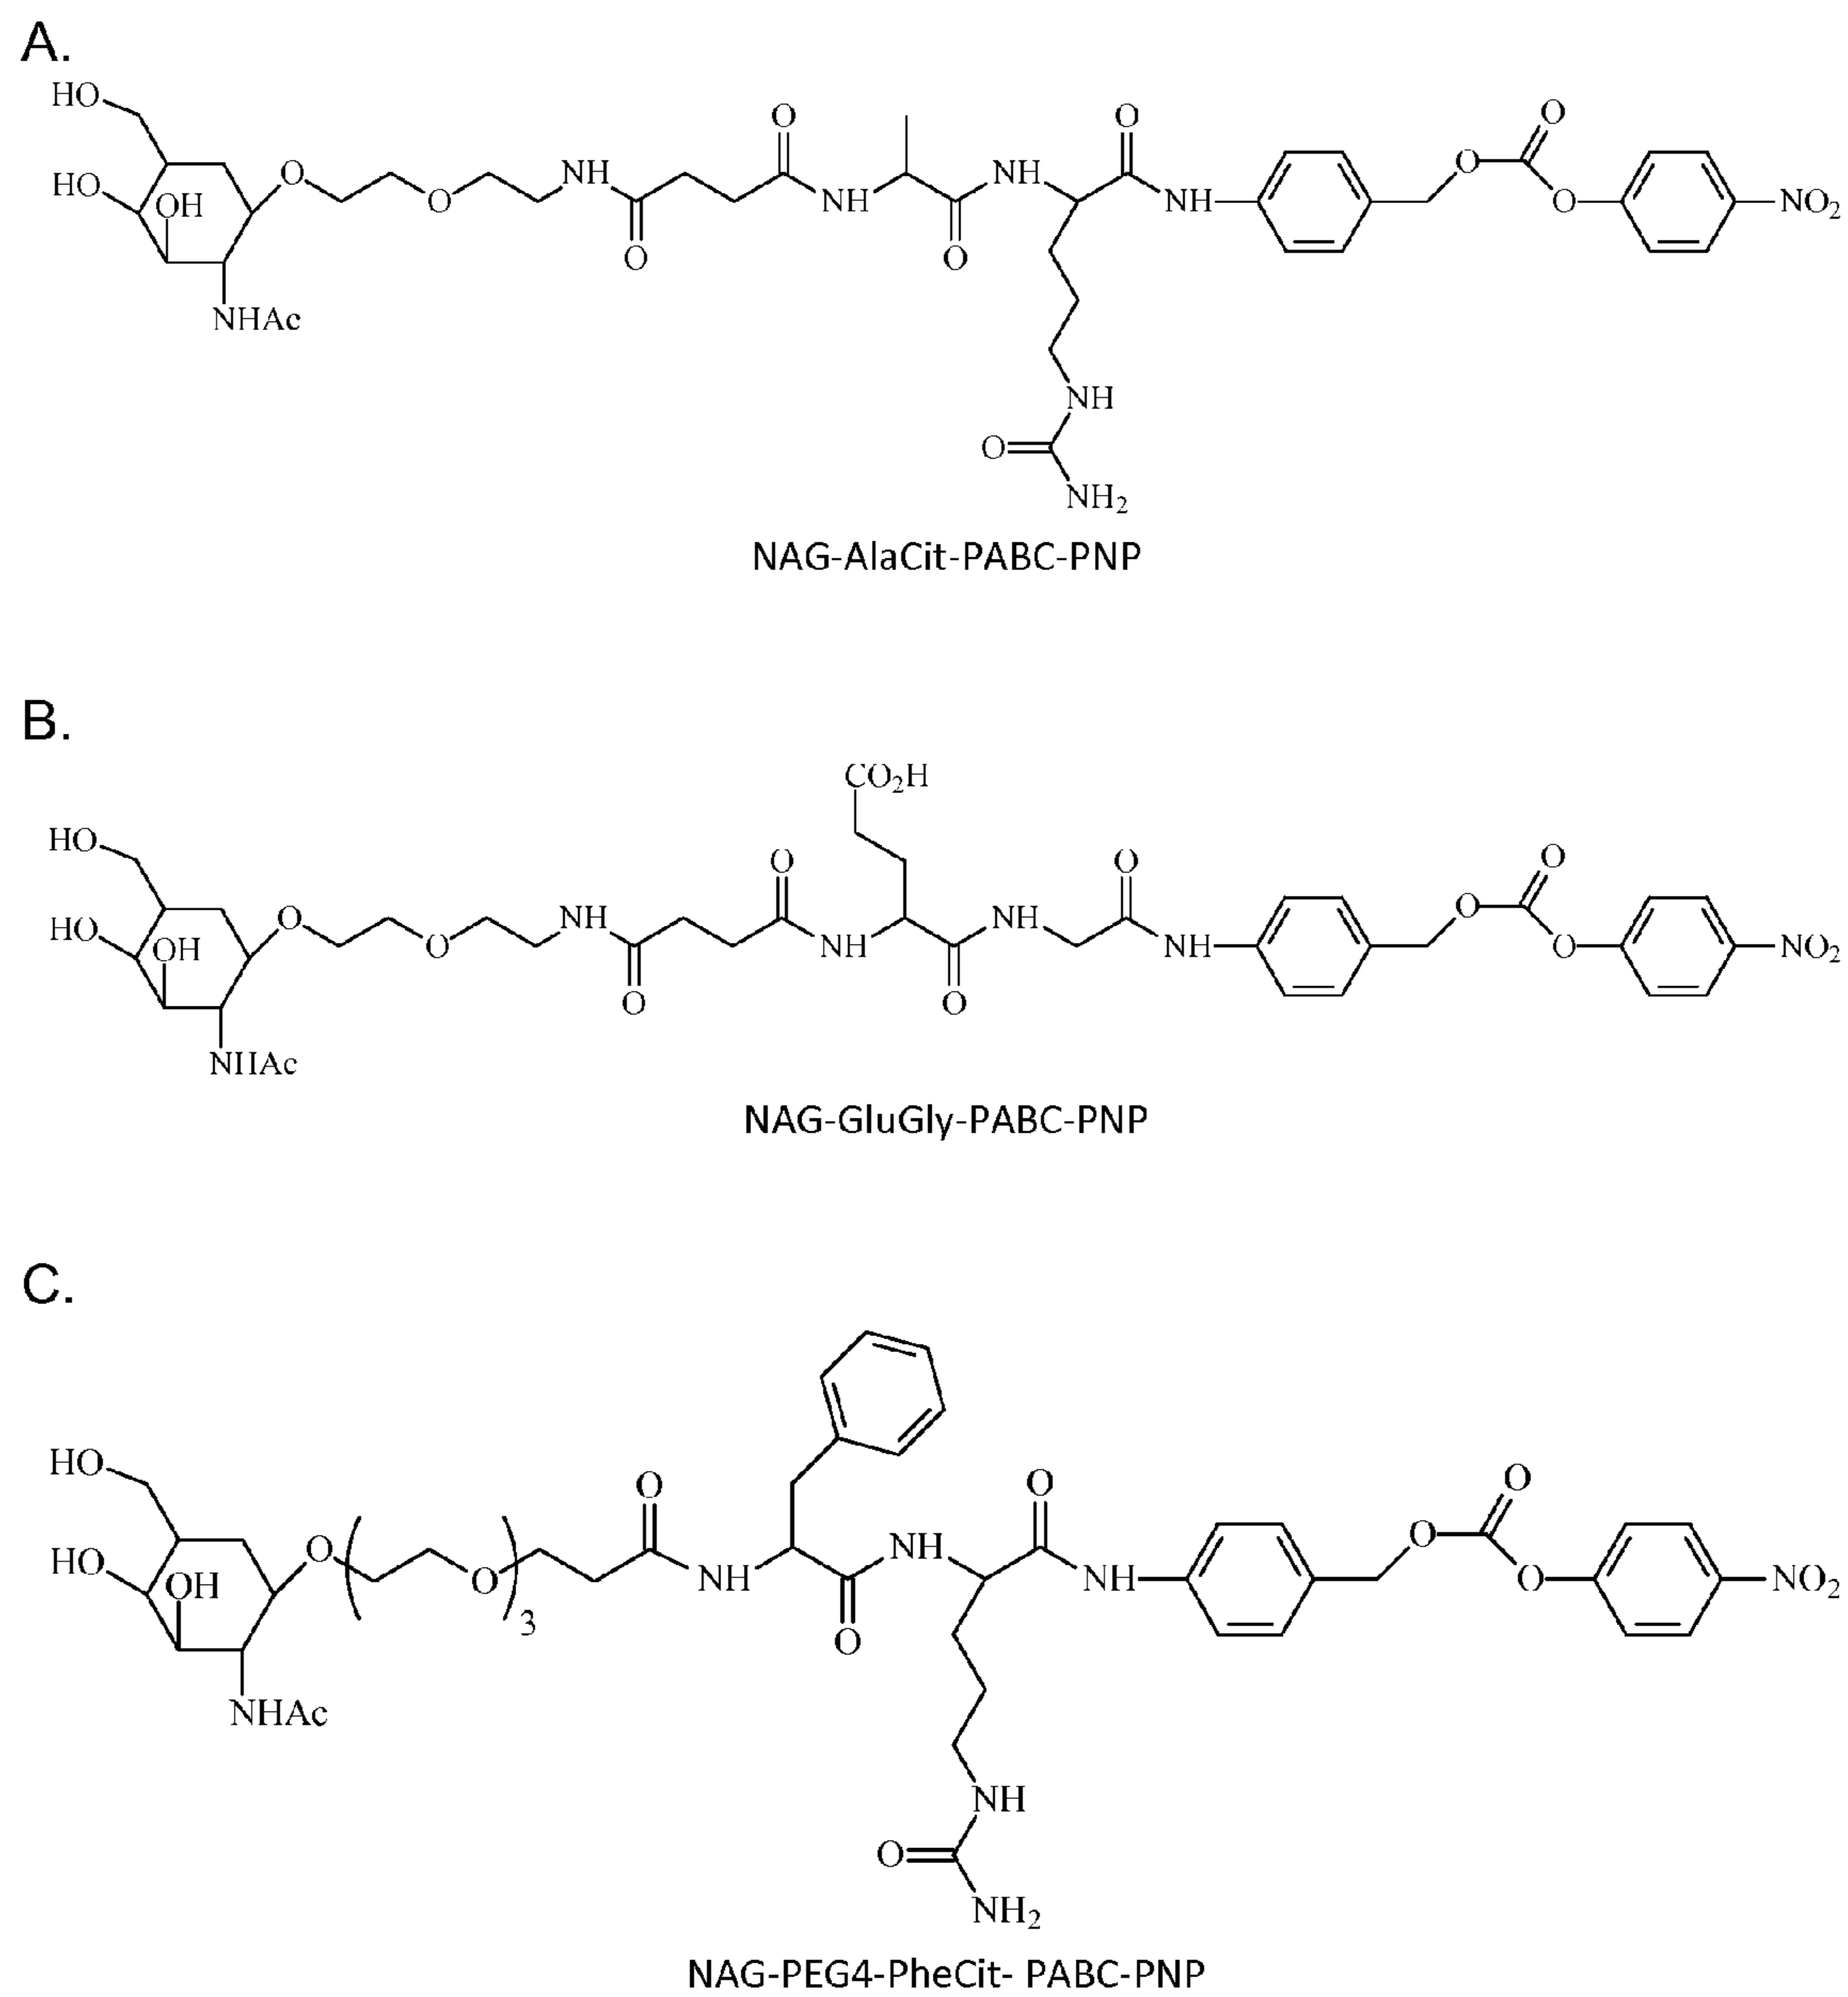 A.
HO
HO
OH
NHAc
O
O
NH
O
O
NH
O
NH
O
NH
O
O
O
NO2
NH
O
NH2
NAG-AlaCit-PABC-PNP
B.
CO2H
HO
HO
OH
NHAc
O
O
NH
O
O
NH
O
NH
O
NH
O
O
O
NO2
NAG-GluGly-PABC-PNP
C.
HO
HO
OH
NHAc
O
O
3
O
NH
O
NH
O
NH
O
O
O
NO2
NH
O
NH2
NAG-PEG4-PheCit- PABC-PNP